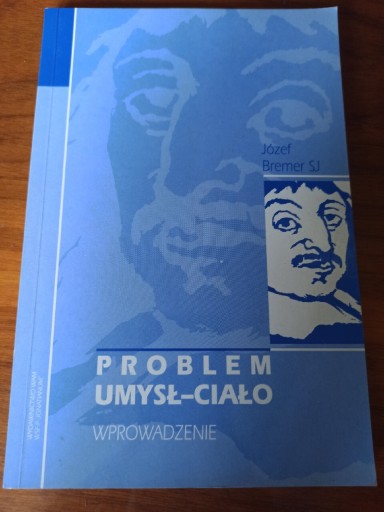 Józef
Bremer SJ
PROBLEM
UMYSŁ–CIAŁO
WPROWADZENIE